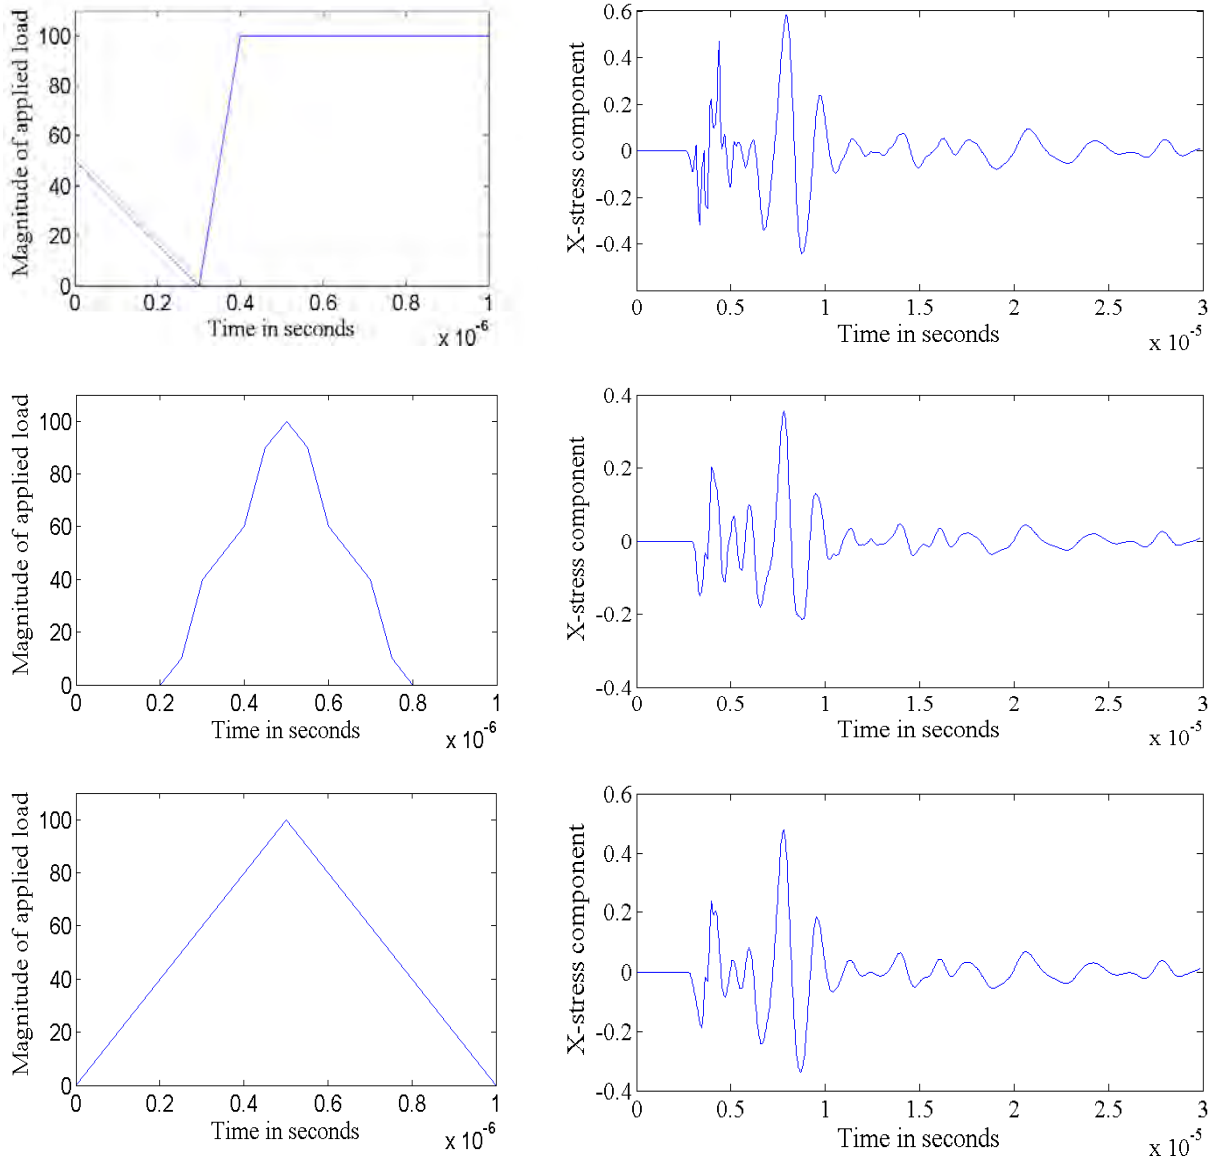 Magnitude of applied load
100
80
60
40
20
0
0 0.2 0.4 0.6 0.8 1
Time in seconds
x 10-6
X-stress component
0.6
0.4
0.2
0
-0.2
-0.4
0 0.5 1 1.5 2 2.5 3
Time in seconds
x 10-5
Magnitude of applied load
100
80
60
40
20
0
0 0.2 0.4 0.6 0.8 1
Time in seconds
x 10-6
X-stress component
0.4
0.2
0
-0.2
-0.4
0 0.5 1 1.5 2 2.5 3
Time in seconds
x 10-5
Magnitude of applied load
100
80
60
40
20
0
0 0.2 0.4 0.6 0.8 1
Time in seconds
x 10-6
X-stress component
0.6
0.4
0.2
0
-0.2
-0.4
0 0.5 1 1.5 2 2.5 3
Time in seconds
x 10-5